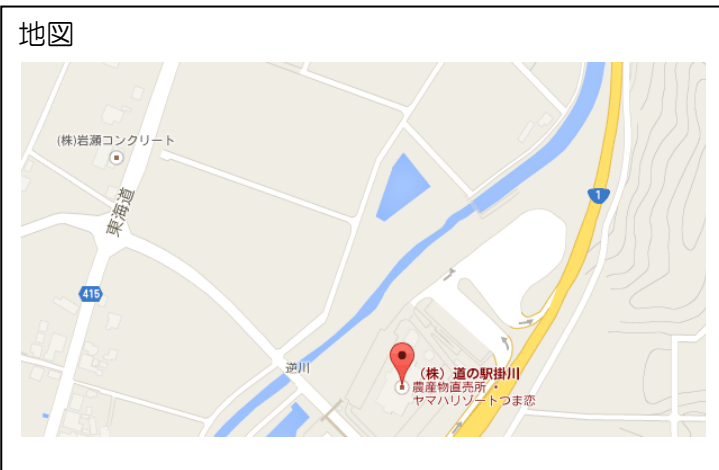 地図
(株)岩瀬コンクリート
東海道
1
415
逆川
（株）道の駅掛川
農産物直売所 ・
ヤマハリゾートつま恋